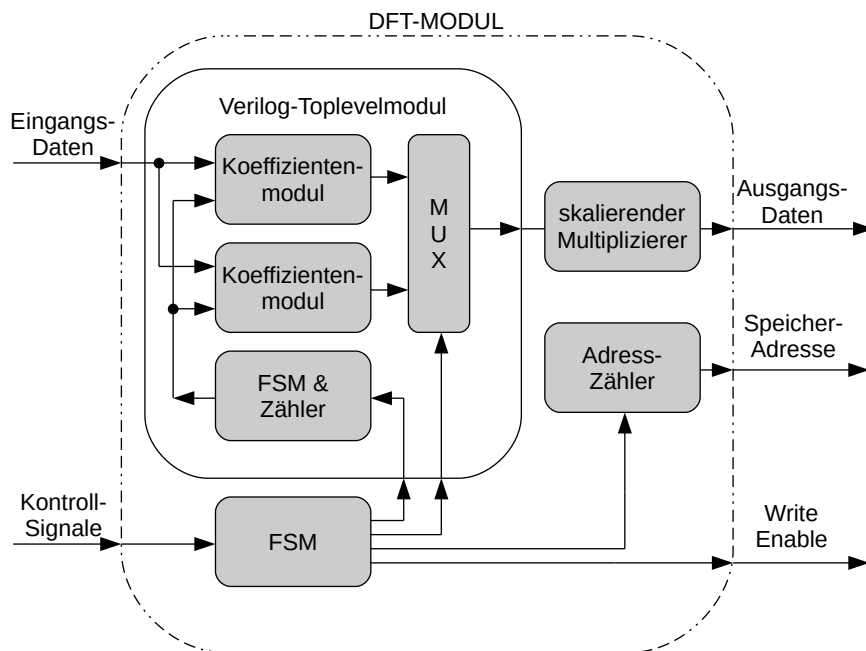 DFT-MODUL
Verilog-Toplevelmodul
Eingangs-
Daten
Koeffizienten-
modul
M
U
X
skalierender
Multiplizierer
Ausgangs-
Daten
Koeffizienten-
modul
FSM &
Zähler
Adress-
Zähler
Speicher-
Adresse
Kontroll-
Signale
FSM
Write
Enable